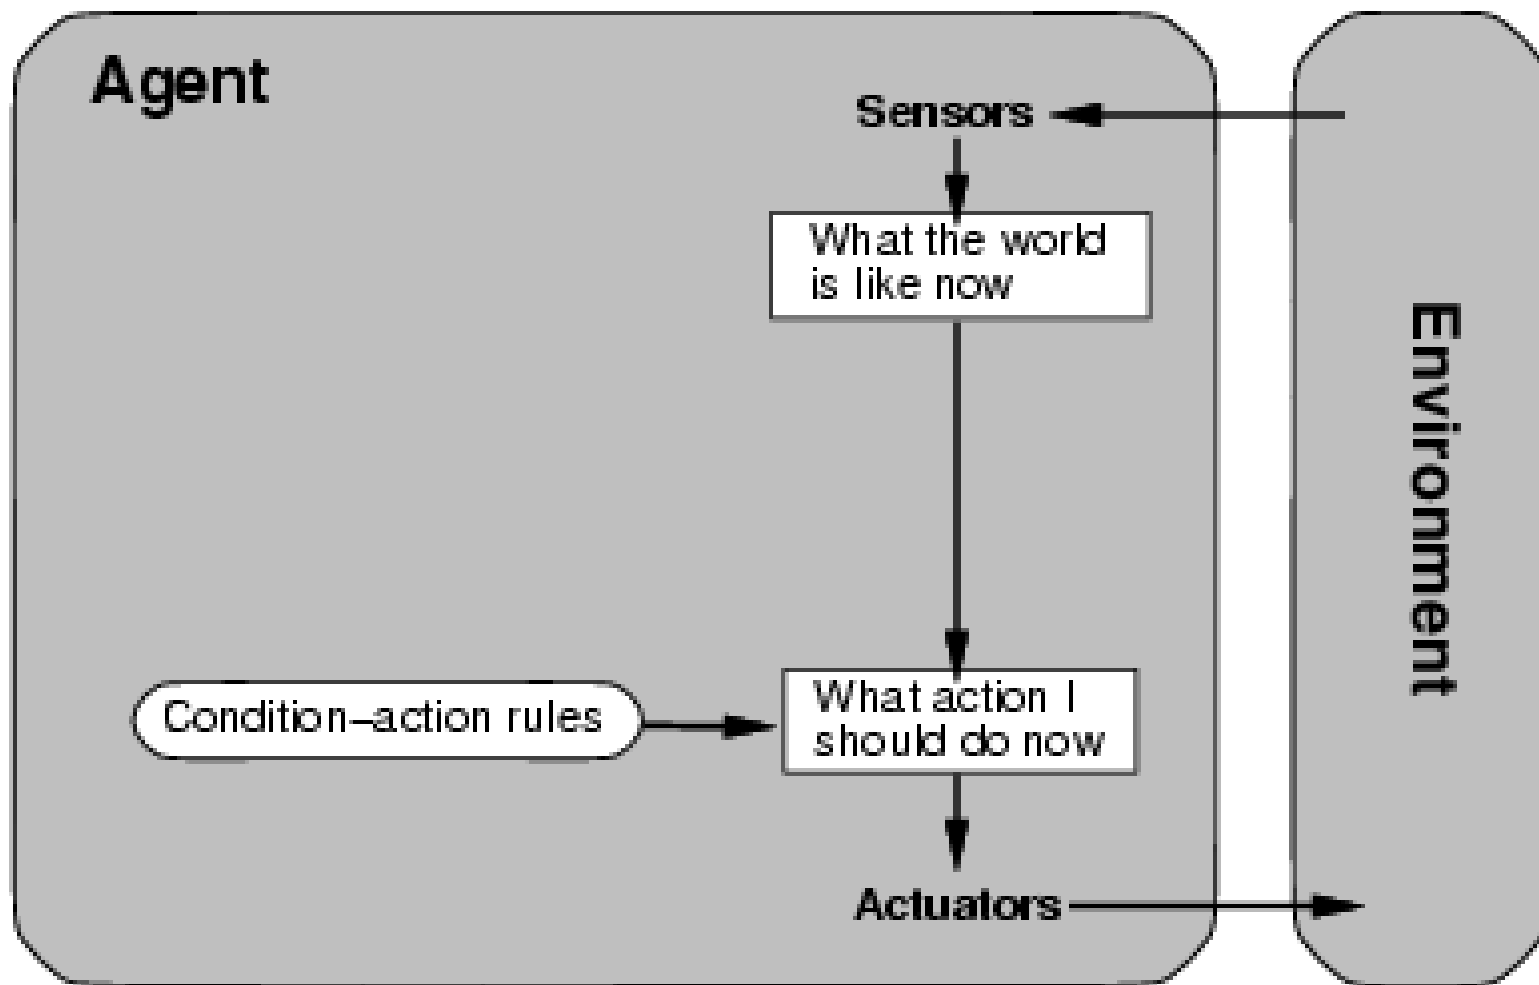 Agent
Sensors
What the world
is like now
Environment
Condition–action rules
What action I
should do now
Actuators